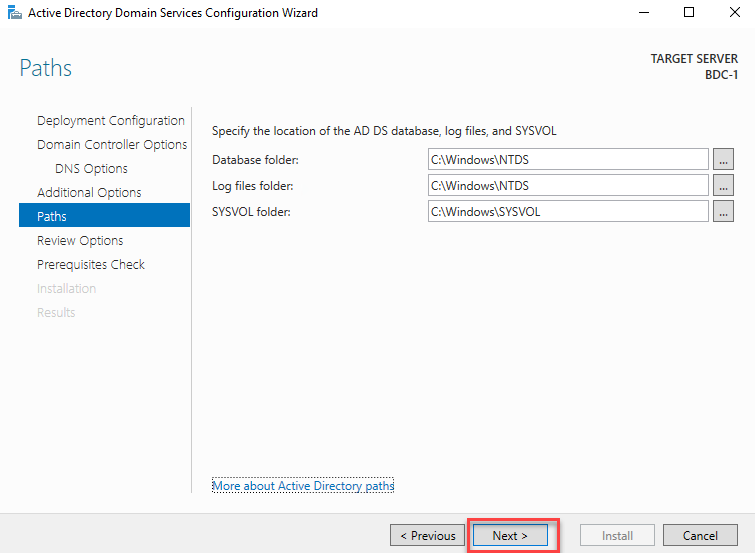 Active Directory Domain Services Configuration Wizard
Paths
TARGET SERVER
BDC-1
Deployment Configuration
Domain Controller Options
DNS Options
Additional Options
Paths
Review Options
Prerequisites Check
Installation
Results
Specify the location of the AD DS database, log files, and SYSVOL
Database folder: C:\Windows\NTDS ...
Log files folder: C:\Windows\NTDS ...
SYSVOL folder: C:\Windows\SYSVOL ...
More about Active Directory paths
< Previous Next > Install Cancel